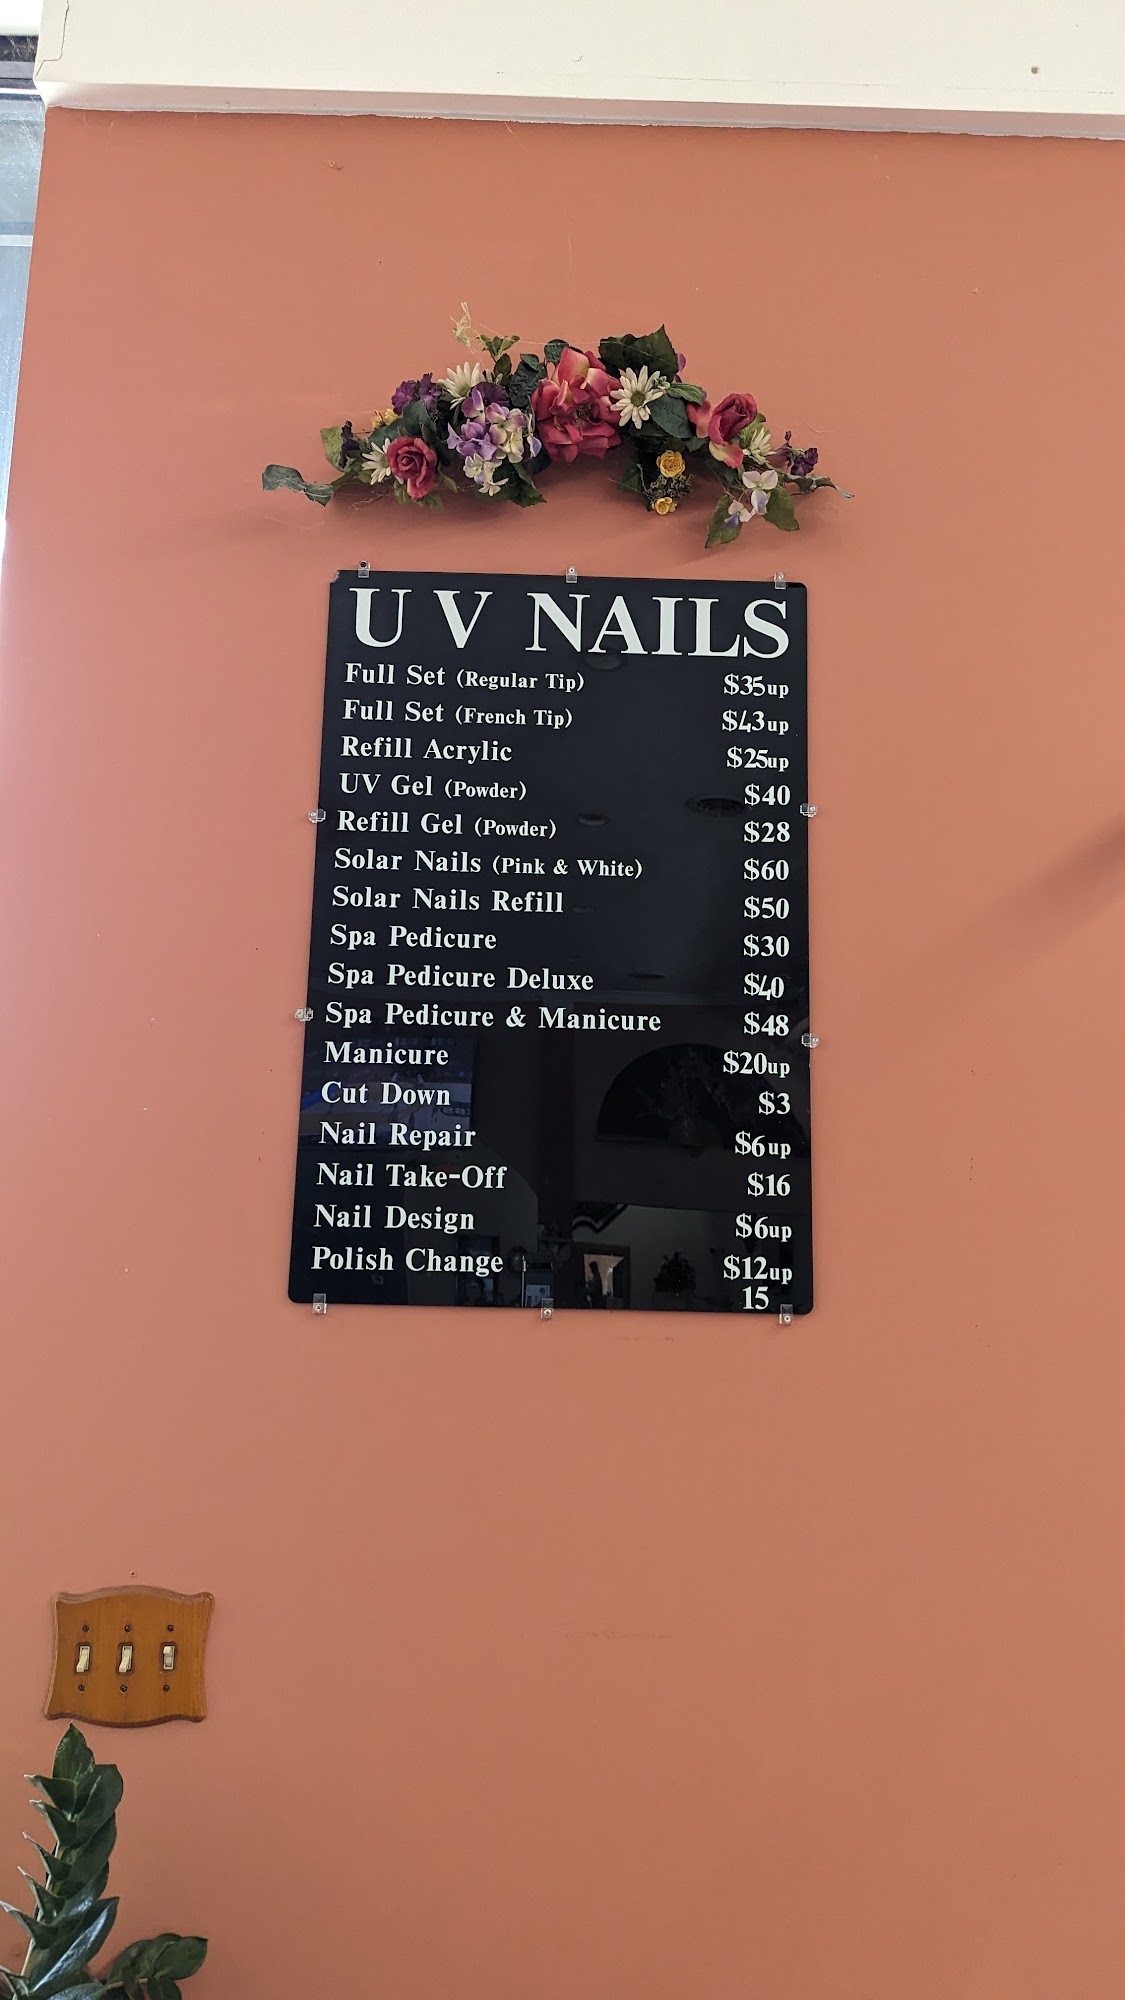 UV NAILS
Full Set (Regular Tip) $35up
Full Set (French Tip) $43up
Refill Acrylic $25up
UV Gel (Powder) $40
Refill Gel (Powder) $28
Solar Nails (Pink & White) $60
Solar Nails Refill $50
Spa Pedicure $30
Spa Pedicure Deluxe $40
Spa Pedicure & Manicure $48
Manicure $20up
Cut Down $3
Nail Repair $6up
Nail Take-Off $16
Nail Design $6up
Polish Change $12up
15